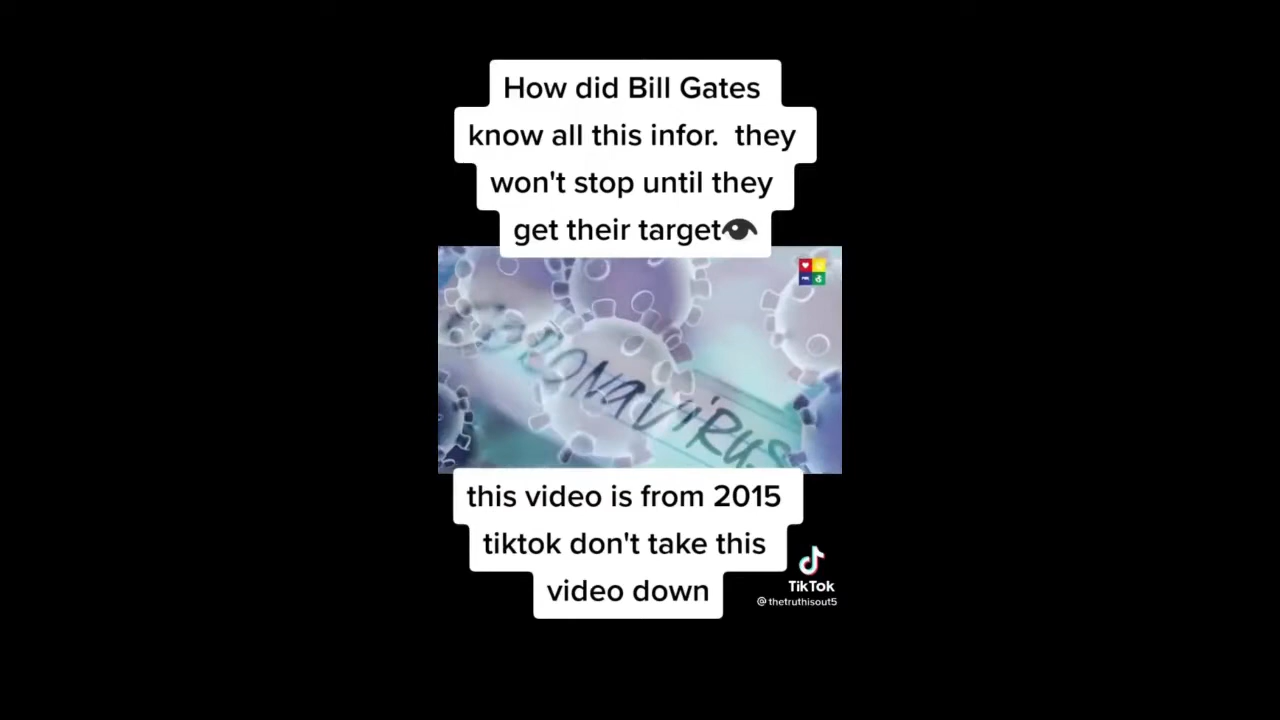 How did Bill Gates
know all this infor. they
won't stop until they
get their target
CORONAVIRUS
this video is from 2015
tiktok don't take this
video down
TikTok
@thetruthisout5